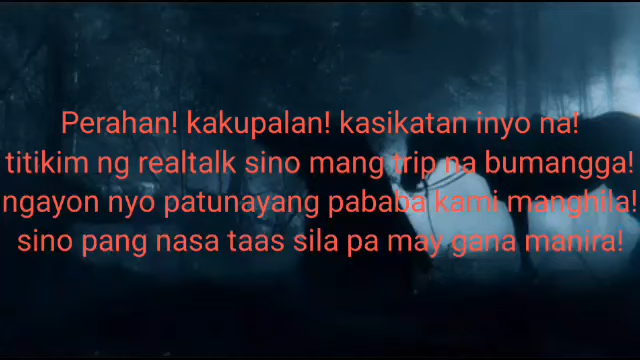 Perahan! kakupalan! kasikatan inyo na!
titikim ng realtalk sino mang trip na bumangga!
ngayon nyo patunayang pababa kami manghila!
sino pang nasa taas sila pa may gana manira!